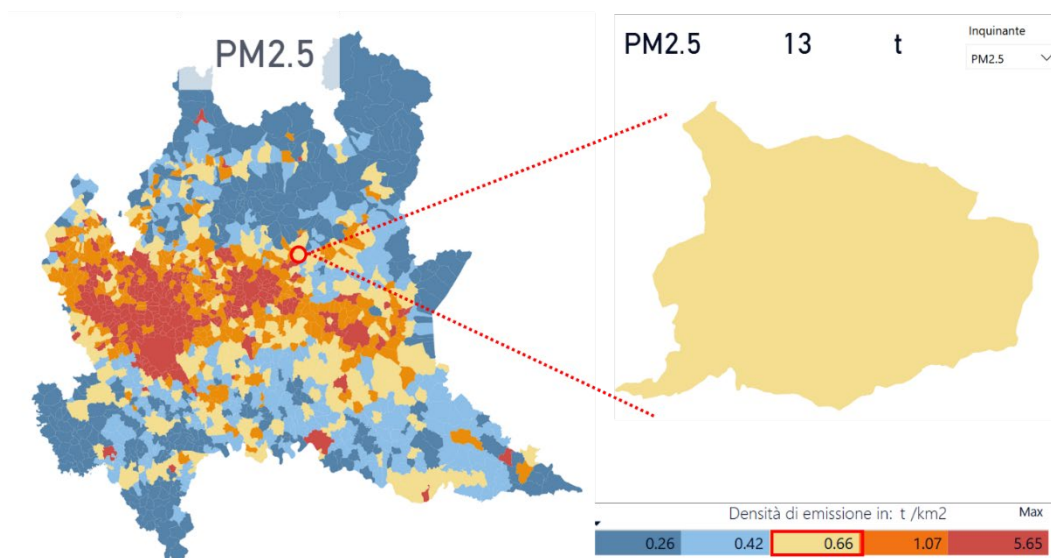 PM2.5
PM2.5 13 t
Inquinante
PM2.5
Densità di emissione in: t /km2 Max
0.26 0.42 0.66 1.07 5.65